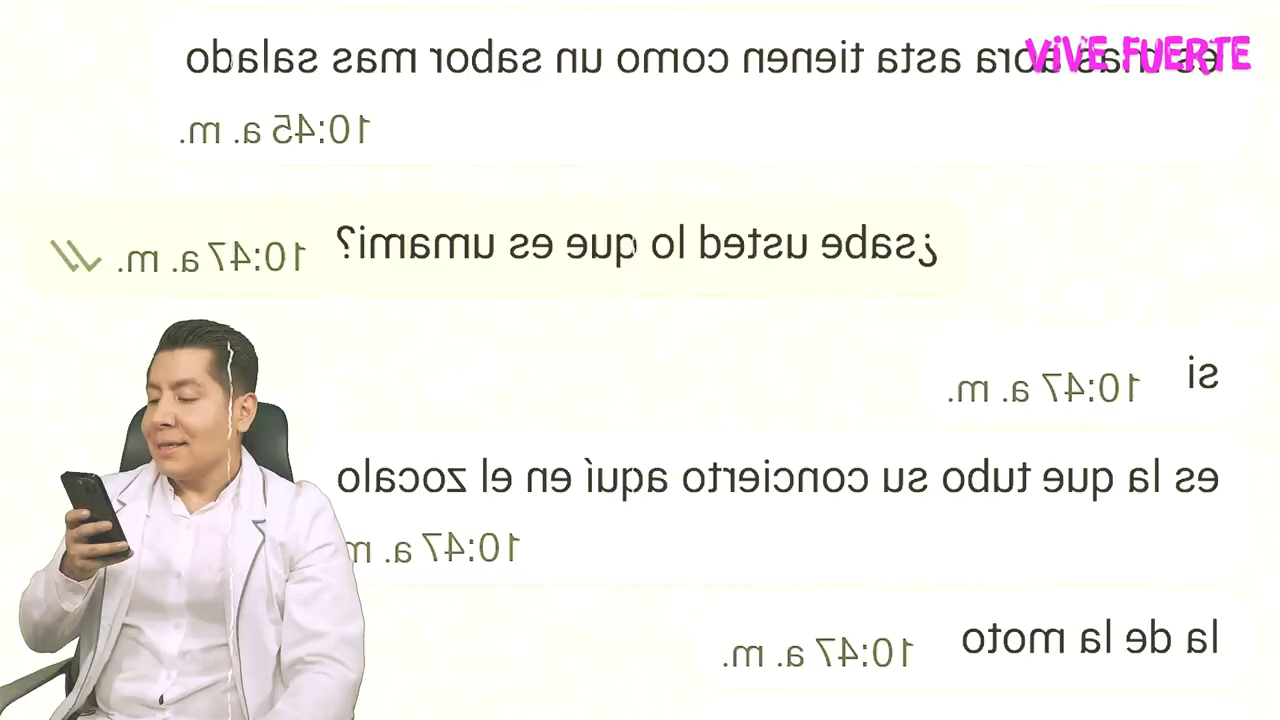 VIVE FUERTE
es mas asta tienen como un sabor mas salado
10:45 a. m.
¿sabe usted lo que es umami? 10:47 a. m.
si 10:47 a. m.
es la que tubo su concierto aquí en el zocalo
10:47 a. m
la de la moto 10:47 a. m.